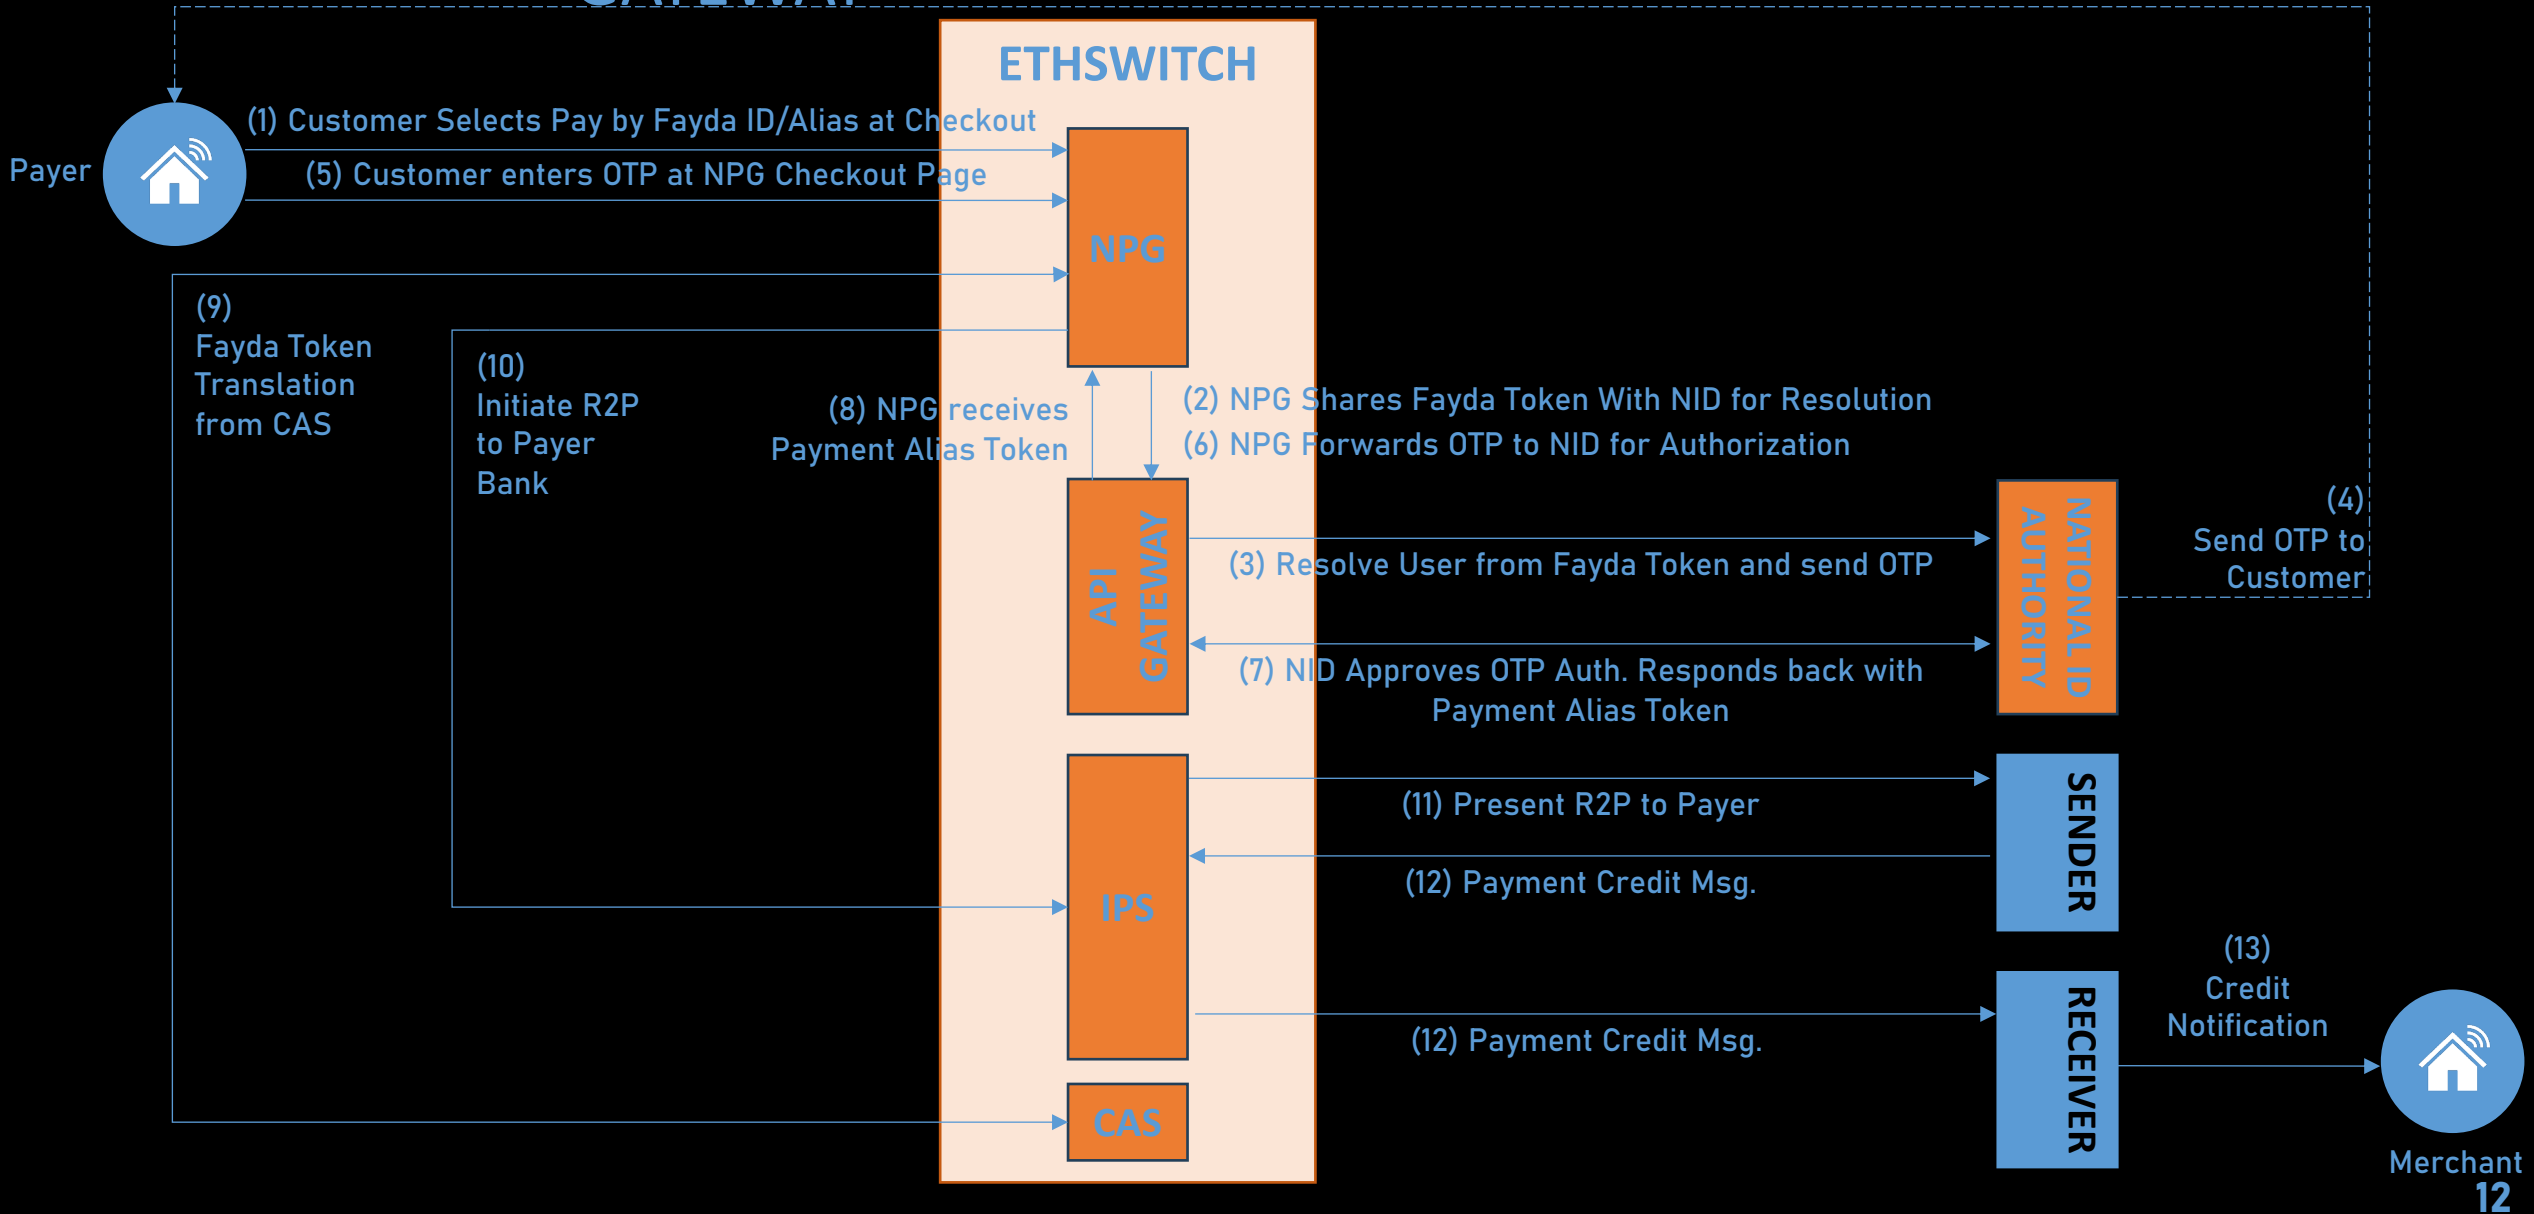 GATEWAY
ETHSWITCH
(1) Customer Selects Pay by Fayda ID/Alias at Checkout
Payer
(5) Customer enters OTP at NPG Checkout Page
NPG
(9)
Fayda Token
Translation
from CAS
(10)
Initiate R2P
to Payer
Bank
(8) NPG receives
Payment Alias Token
(2) NPG Shares Fayda Token With NID for Resolution
(6) NPG Forwards OTP to NID for Authorization
API
GATEWAY
(3) Resolve User from Fayda Token and send OTP
NATIONAL ID
AUTHORITY
(4)
Send OTP to
Customer
(7) NID Approves OTP Auth. Responds back with
Payment Alias Token
IPS
(11) Present R2P to Payer
SENDER
(12) Payment Credit Msg.
(12) Payment Credit Msg.
RECEIVER
(13)
Credit
Notification
CAS
Merchant
12